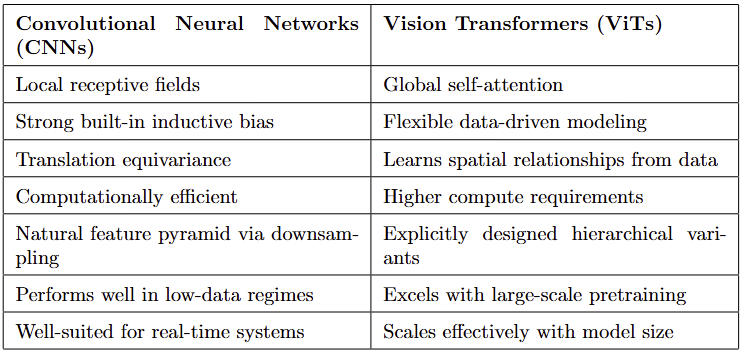 Convolutional Neural Networks
(CNNs)
Vision Transformers (ViTs)
Local receptive fields
Global self-attention
Strong built-in inductive bias
Flexible data-driven modeling
Translation equivariance
Learns spatial relationships from data
Computationally efficient
Higher compute requirements
Natural feature pyramid via downsam-
pling
Explicitly designed hierarchical vari-
ants
Performs well in low-data regimes
Excels with large-scale pretraining
Well-suited for real-time systems
Scales effectively with model size